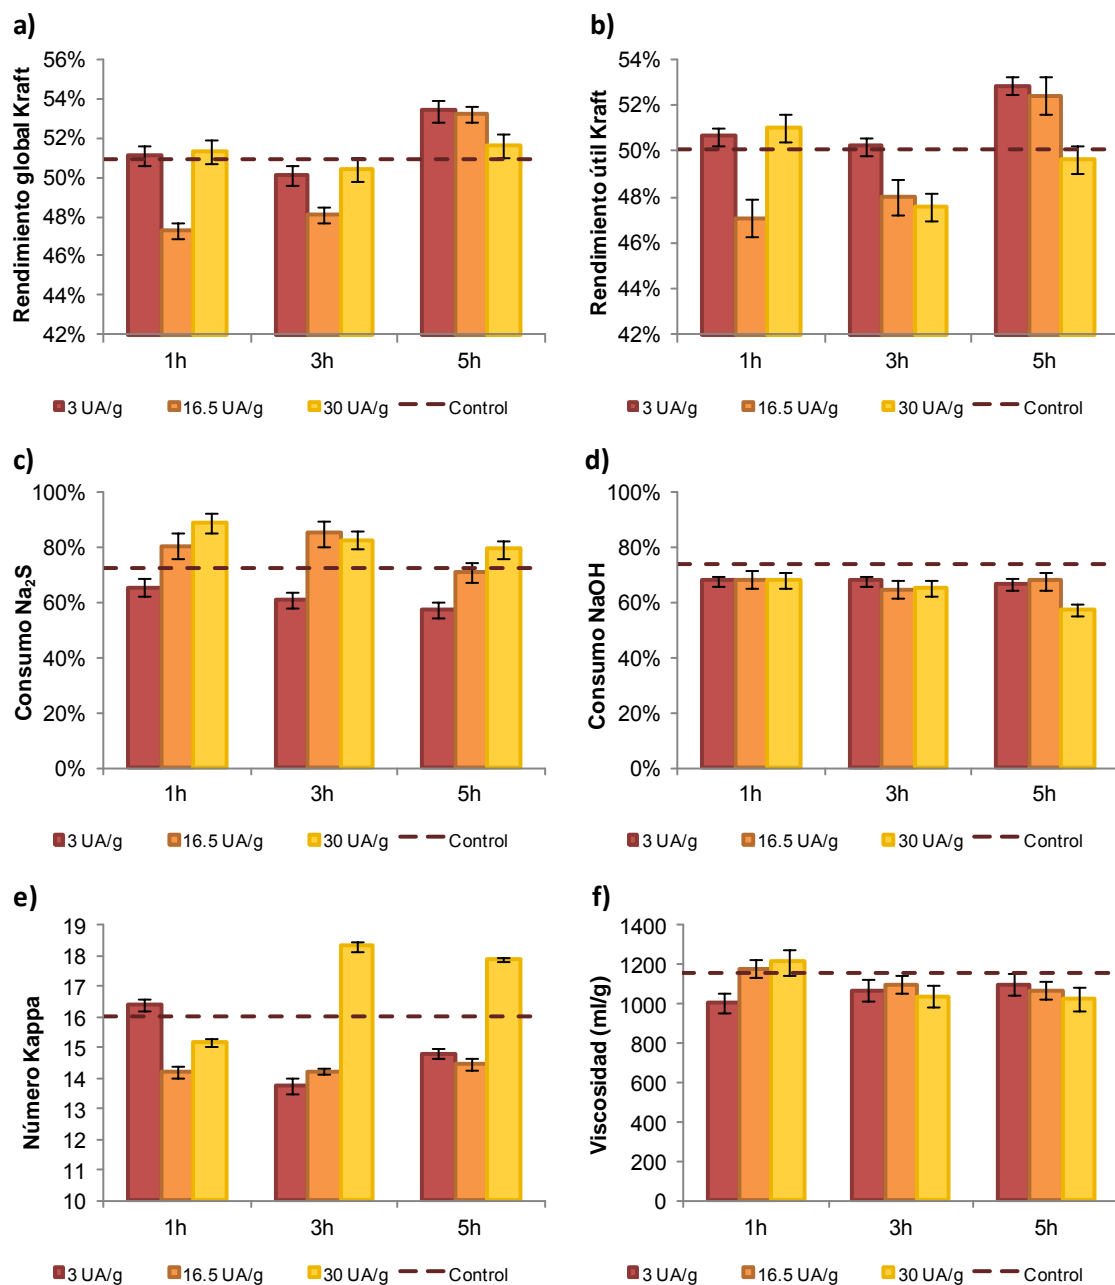 a)
Rendimiento global Kraft
56%
54%
52%
50%
48%
46%
44%
42%
1h 3h 5h
3 UA/g 16.5 UA/g 30 UA/g Control
b)
Rendimiento útil Kraft
54%
52%
50%
48%
46%
44%
42%
1h 3h 5h
3 UA/g 16.5 UA/g 30 UA/g Control
c)
Consumo Na₂S
100%
80%
60%
40%
20%
0%
1h 3h 5h
3 UA/g 16.5 UA/g 30 UA/g Control
d)
Consumo NaOH
100%
80%
60%
40%
20%
0%
1h 3h 5h
3 UA/g 16.5 UA/g 30 UA/g Control
e)
Número Kappa
19
18
17
16
15
14
13
12
11
10
1h 3h 5h
3 UA/g 16.5 UA/g 30 UA/g Control
f)
Viscosidad (ml/g)
1400
1200
1000
800
600
400
200
0
1h 3h 5h
3 UA/g 16.5 UA/g 30 UA/g Control